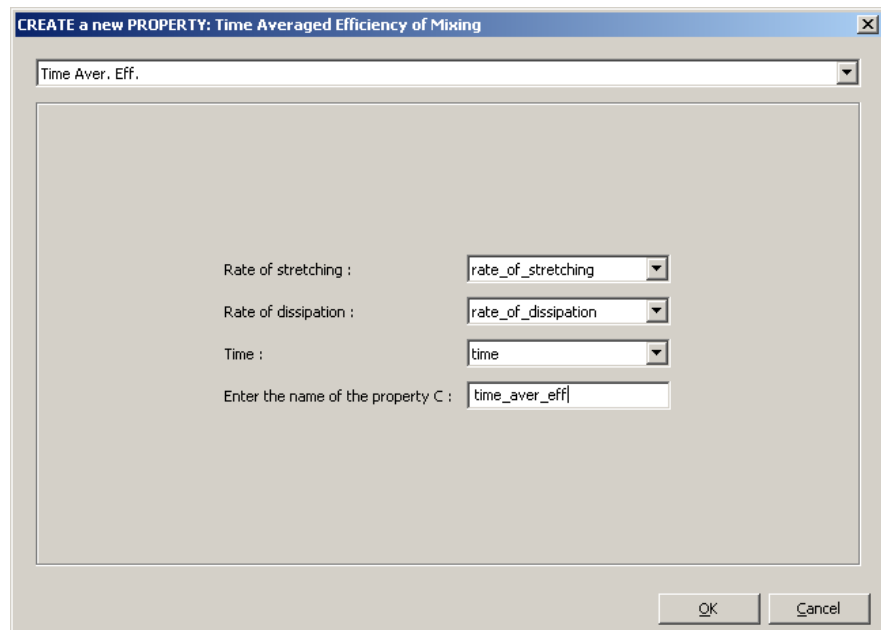 CREATE a new PROPERTY: Time Averaged Efficiency of Mixing
Time Aver. Eff.
Rate of stretching : rate_of_stretching
Rate of dissipation : rate_of_dissipation
Time : time
Enter the name of the property C : time_aver_eff
OK Cancel